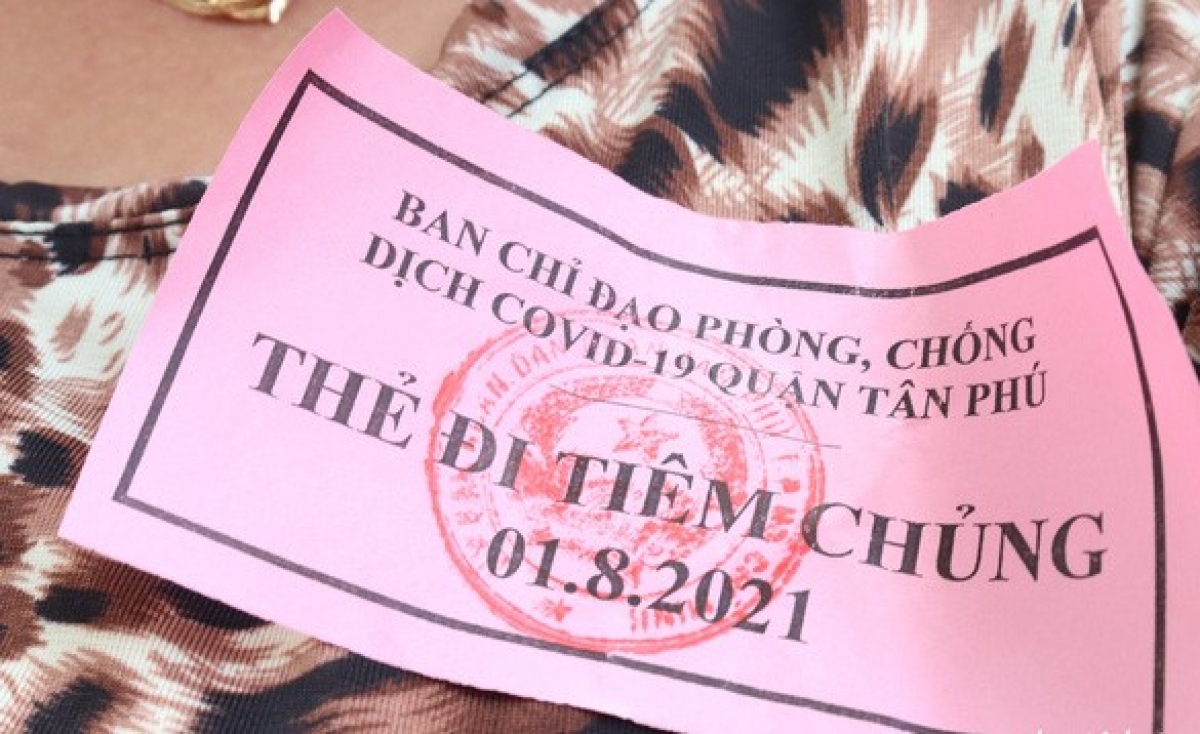 BAN CHỈ ĐẠO PHÒNG, CHỐNG
DỊCH COVID-19 QUẬN TÂN PHÚ
THẺ ĐI TIÊM CHỦNG
01.8.2021